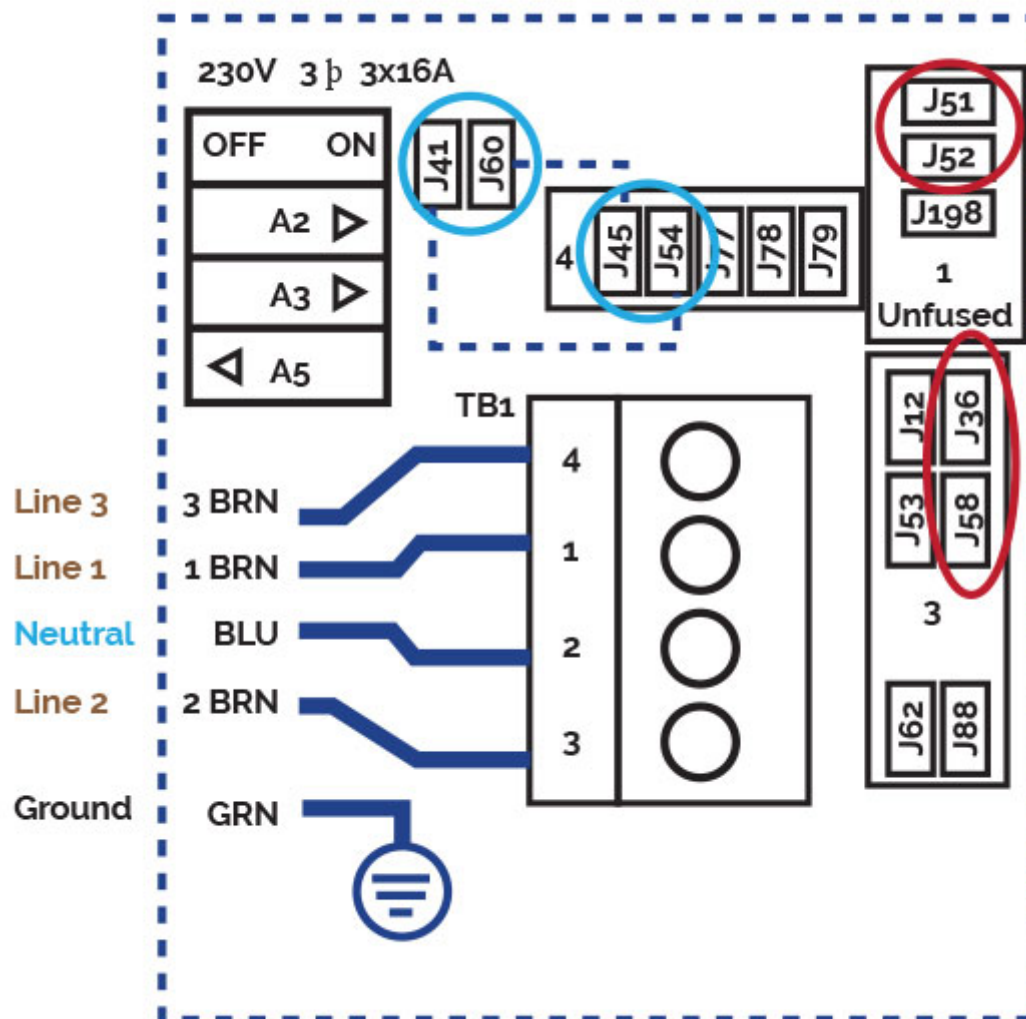 230V 3 þ 3x16A
OFF ON
A2
A3
A5
J41
J60
4
J45
J54
J77
J78
J79
J51
J52
J198
1
Unfused
J12
J36
J53
J58
3
J62
J88
TB1
4
1
2
3
Line 3 3 BRN
Line 1 1 BRN
Neutral BLU
Line 2 2 BRN
Ground GRN